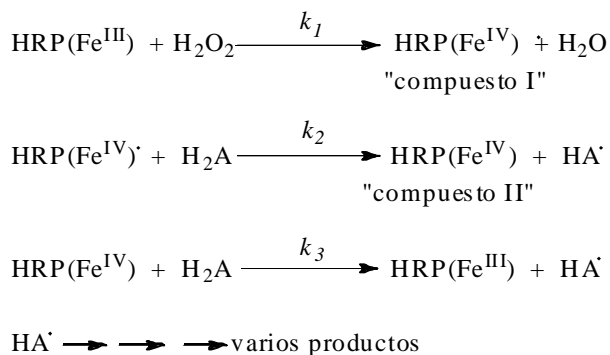 k₁
HRP(Feᴵᴵᴵ) + H₂O₂ ⟶ HRP(Feᴵⱽ)˙ + H₂O
"compuesto I"
k₂
HRP(Feᴵⱽ)˙ + H₂A ⟶ HRP(Feᴵⱽ) + HA˙
"compuesto II"
k₃
HRP(Feᴵⱽ) + H₂A ⟶ HRP(Feᴵᴵᴵ) + HA˙
HA˙ ⟶ ⟶ ⟶ varios productos